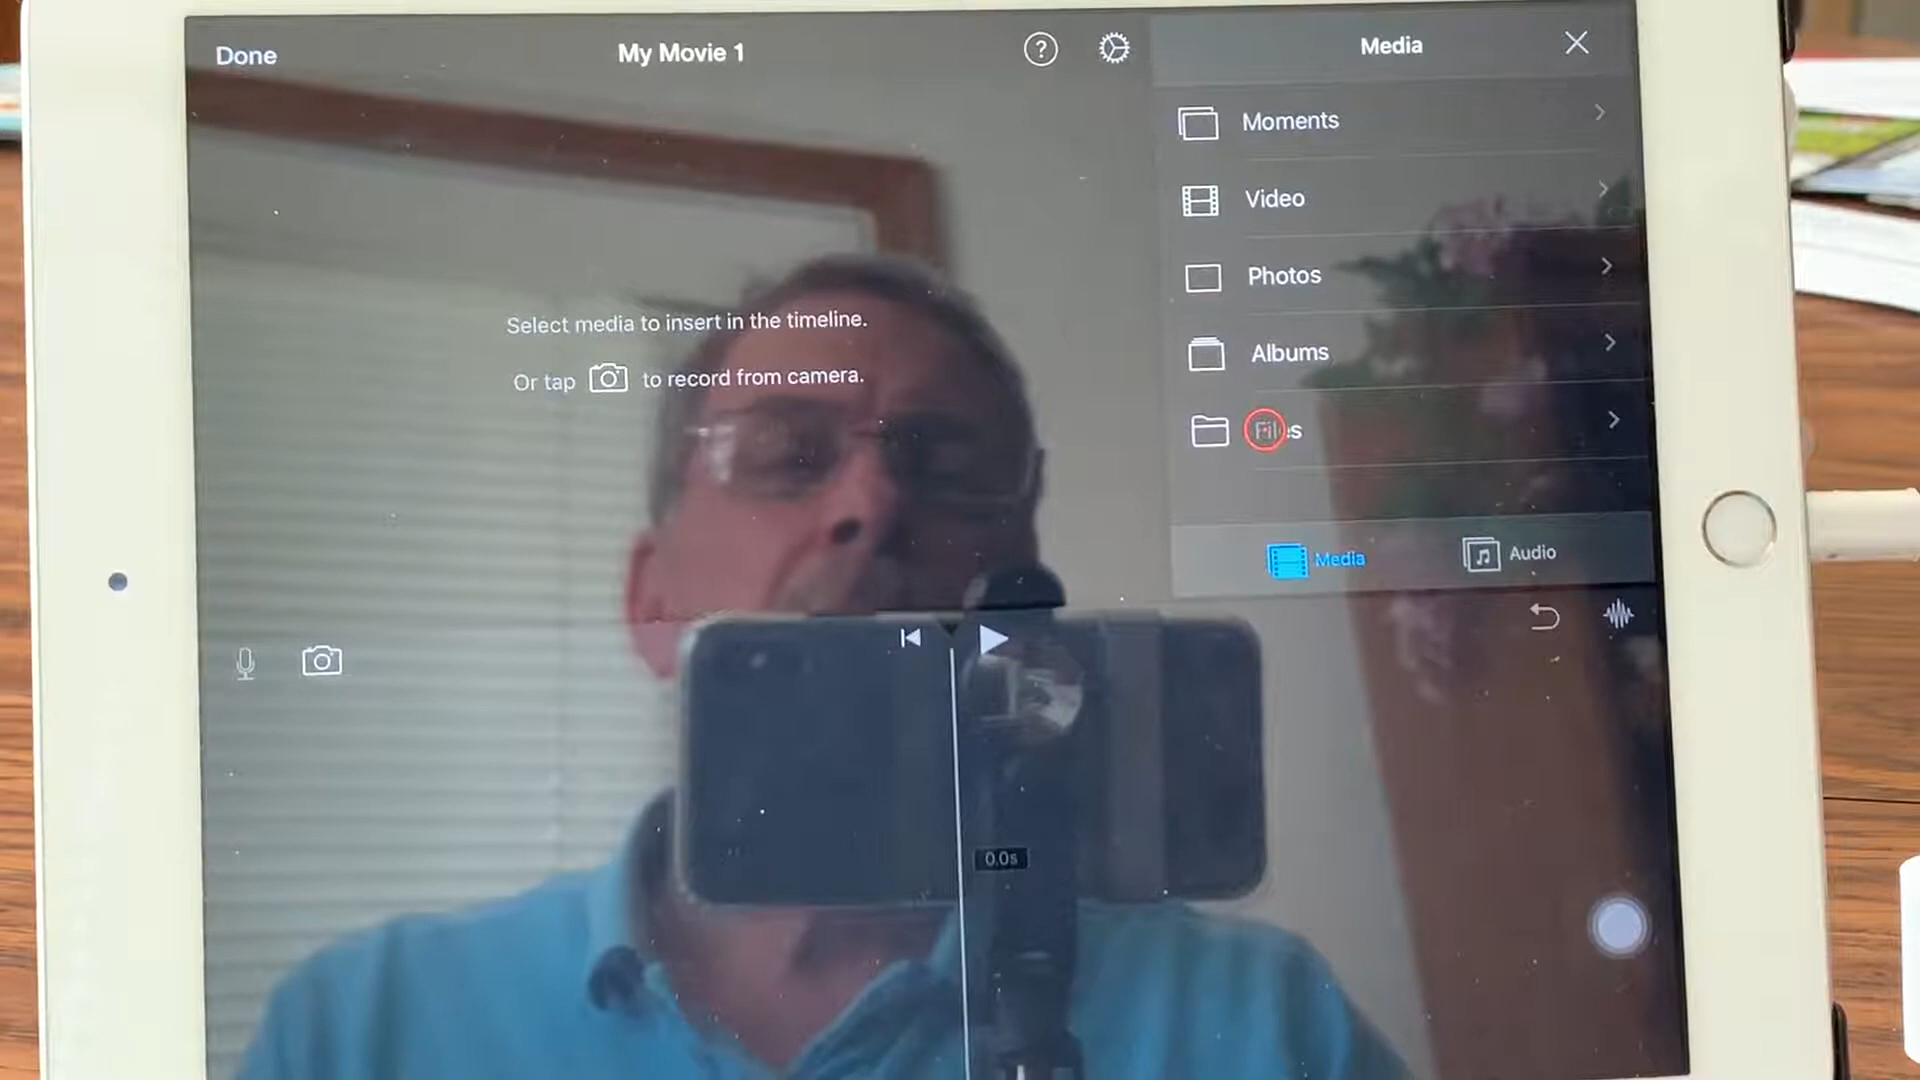 Done
My Movie 1
?
Media
Moments
Video
Photos
Albums
Files
Select media to insert in the timeline.
Or tap to record from camera.
Media
Audio
0.0s